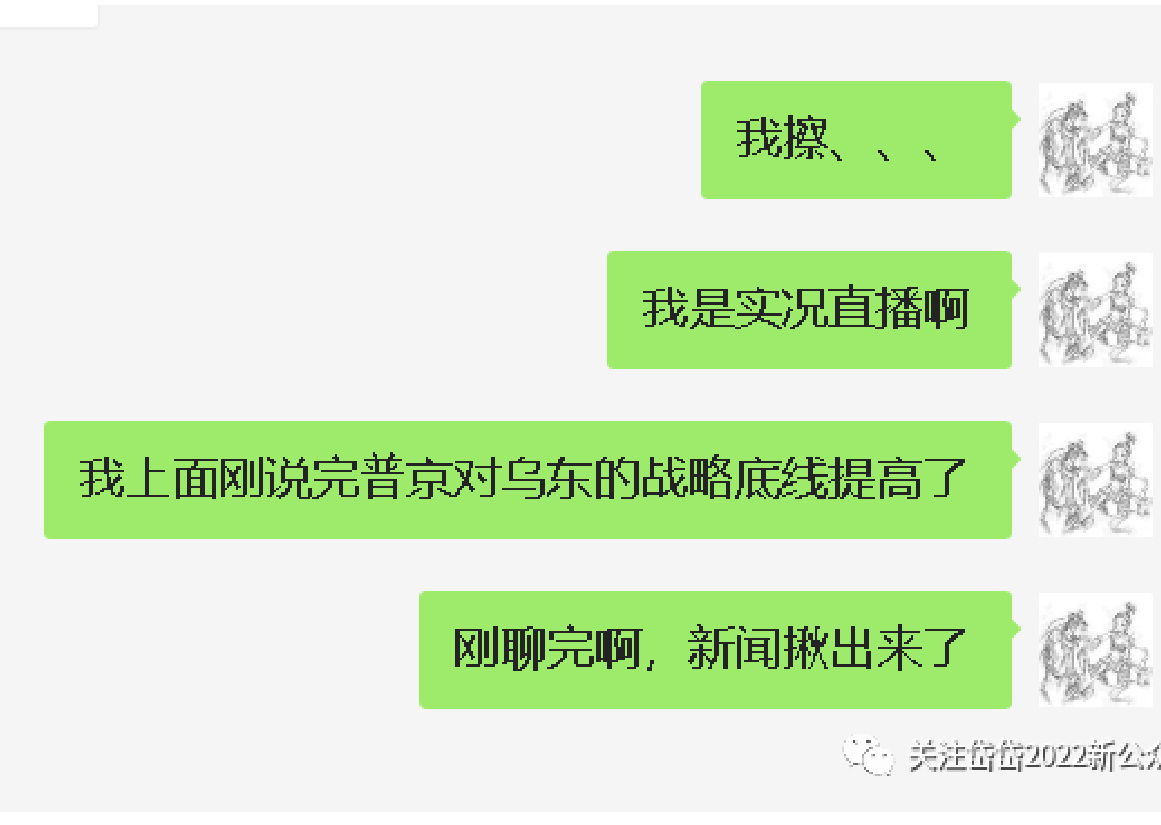 我擦、、、
我是实况直播啊
我上面刚说完普京对乌东的战略底线提高了
刚聊完啊，新闻揪出来了
关注岱岱2022新公众